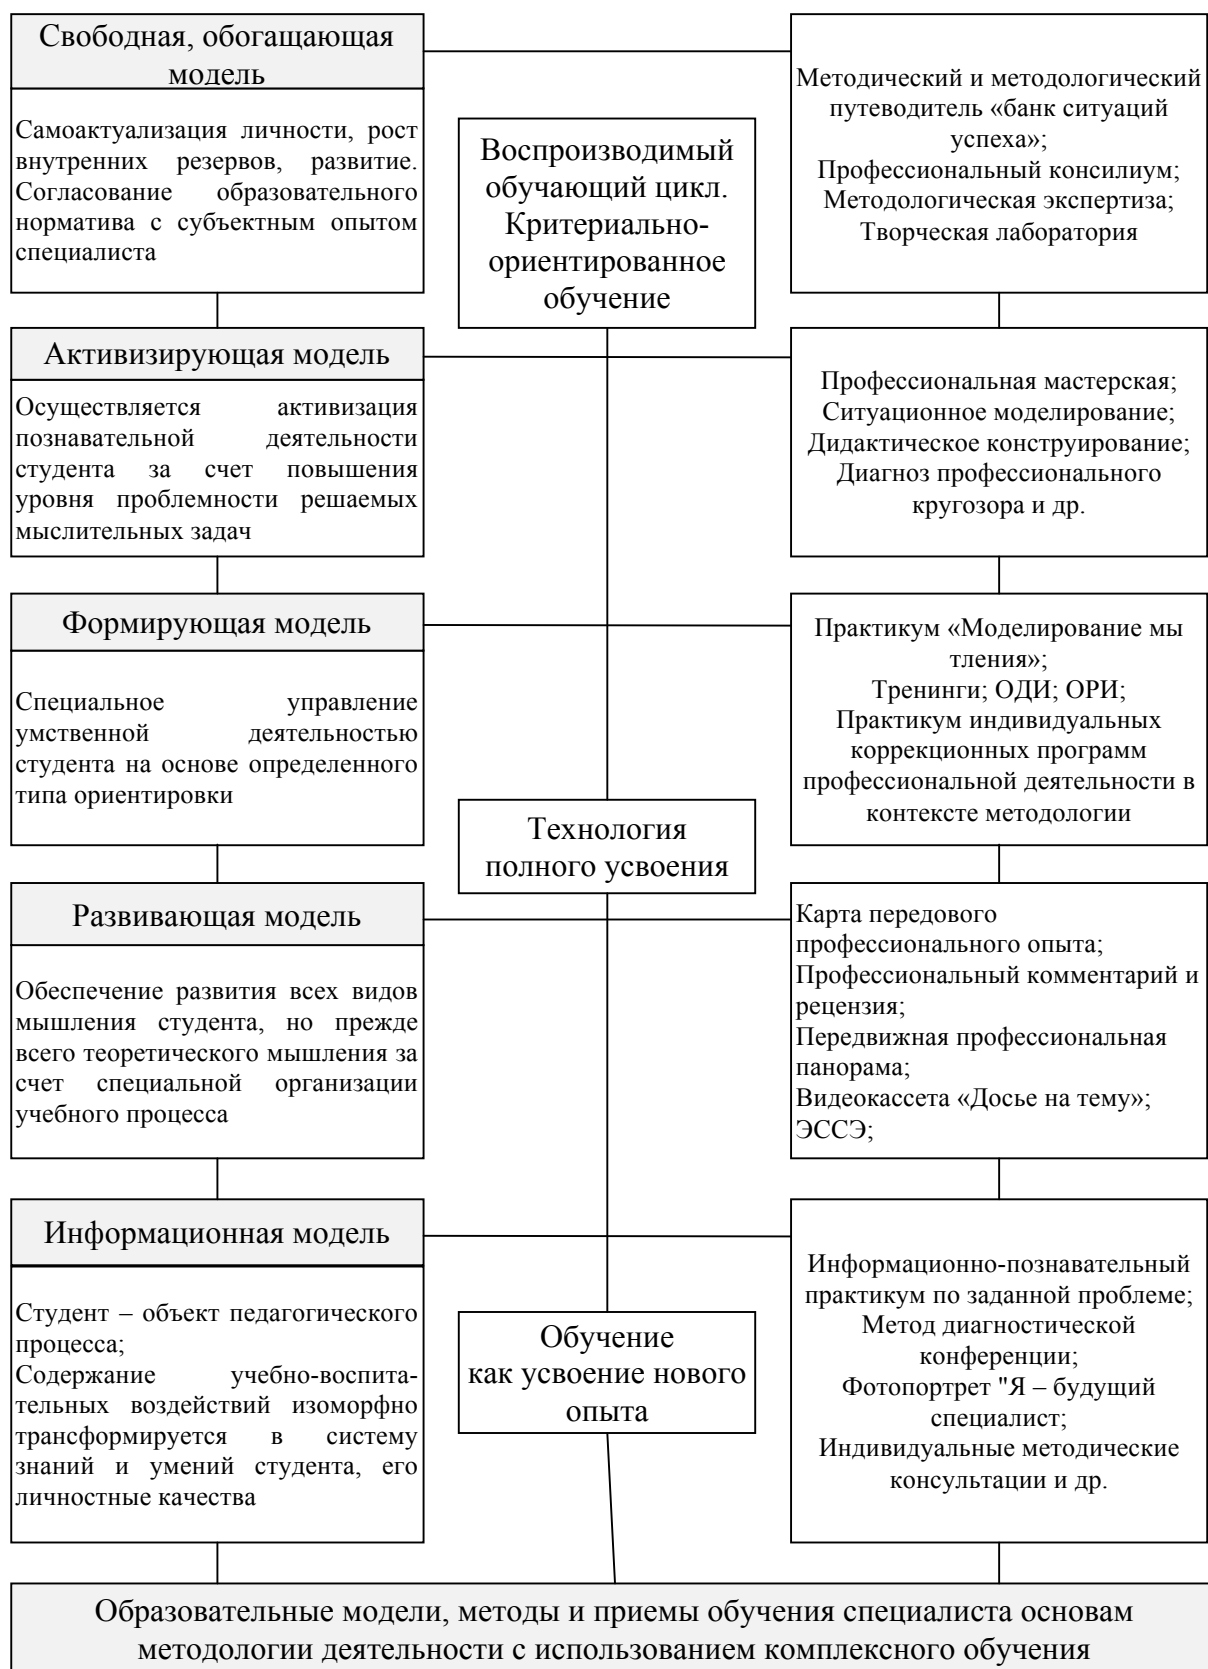 Свободная, обогащающая
модель
Самоактуализация личности, рост
внутренних резервов, развитие.
Согласование образовательного
норматива с субъектным опытом
специалиста
Воспроизводимый
обучающий цикл.
Критериально-
ориентированное
обучение
Методический и методологический
путеводитель «банк ситуаций
успеха»;
Профессиональный консилиум;
Методологическая экспертиза;
Творческая лаборатория
Активизирующая модель
Осуществляется активизация
познавательной деятельности
студента за счет повышения
уровня проблемности решаемых
мыслительных задач
Профессиональная мастерская;
Ситуационное моделирование;
Дидактическое конструирование;
Диагноз профессионального
кругозора и др.
Формирующая модель
Специальное управление
умственной деятельностью
студента на основе определенного
типа ориентировки
Технология
полного усвоения
Практикум «Моделирование мы
тления»;
Тренинги; ОДИ; ОРИ;
Практикум индивидуальных
коррекционных программ
профессиональной деятельности в
контексте методологии
Развивающая модель
Обеспечение развития всех видов
мышления студента, но прежде
всего теоретического мышления за
счет специальной организации
учебного процесса
Карта передового
профессионального опыта;
Профессиональный комментарий и
рецензия;
Передвижная профессиональная
панорама;
Видеокассета «Досье на тему»;
ЭССЭ;
Информационная модель
Студент – объект педагогического
процесса;
Содержание учебно-воспита-
тельных воздействий изоморфно
трансформируется в систему
знаний и умений студента, его
личностные качества
Обучение
как усвоение нового
опыта
Информационно-познавательный
практикум по заданной проблеме;
Метод диагностической
конференции;
Фотопортрет "Я – будущий
специалист;
Индивидуальные методические
консультации и др.
Образовательные модели, методы и приемы обучения специалиста основам
методологии деятельности с использованием комплексного обучения